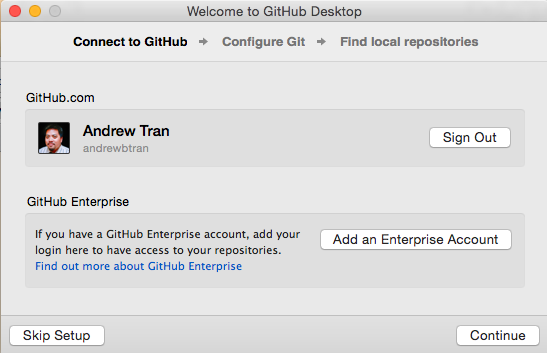 Welcome to GitHub Desktop
Connect to GitHub → Configure Git → Find local repositories
GitHub.com
Andrew Tran
andrewbtran
Sign Out
GitHub Enterprise
If you have a GitHub Enterprise account, add your
login here to have access to your repositories.
Find out more about GitHub Enterprise
Add an Enterprise Account
Skip Setup
Continue